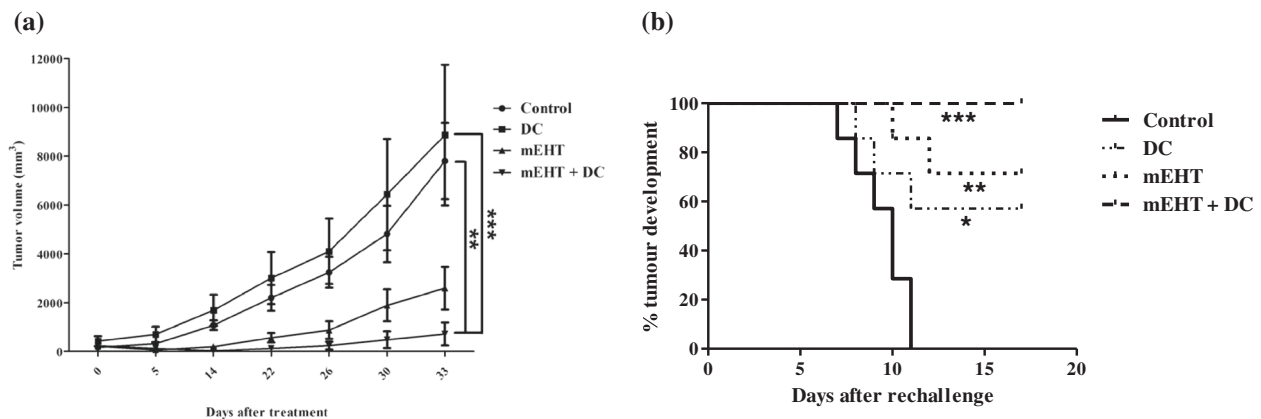 (a)
12000
10000
8000
6000
4000
2000
0
Tumor volume (mm3)
0 5 14 22 26 30 33
Days after treatment
Control
DC
mEHT
mEHT + DC
**
***
(b)
100
80
60
40
20
0
% tumour development
0 5 10 15 20
Days after rechallenge
***
**
*
Control
DC
mEHT
mEHT + DC